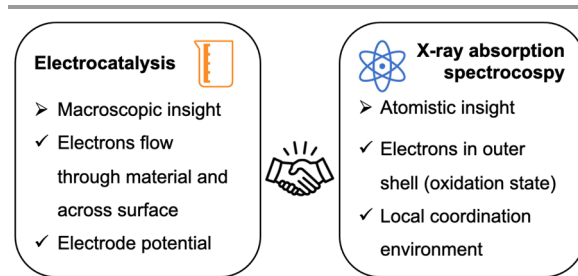 Electrocatalysis
➢ Macroscopic insight
✓ Electrons flow
through material and
across surface
✓ Electrode potential
X-ray absorption
spectrocospy
➢ Atomistic insight
✓ Electrons in outer
shell (oxidation state)
✓ Local coordination
environment